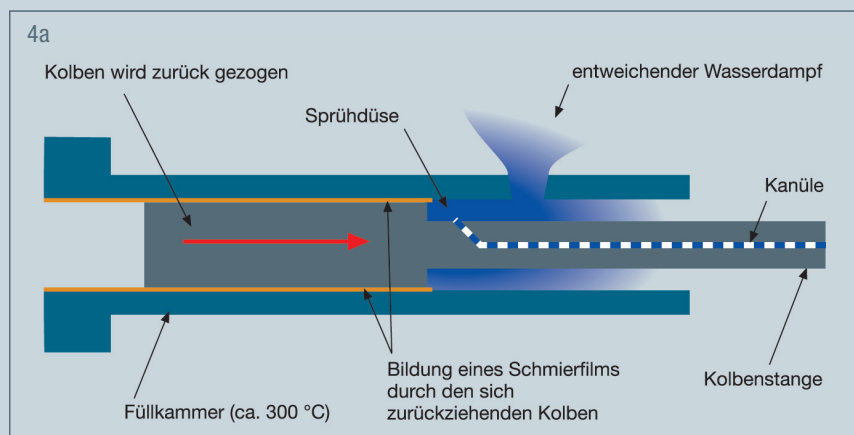 4a
Kolben wird zurück gezogen
entweichender Wasserdampf
Sprühdüse
Kanüle
Bildung eines Schmierfilms
durch den sich
zurückziehenden Kolben
Kolbenstange
Füllkammer (ca. 300 °C)